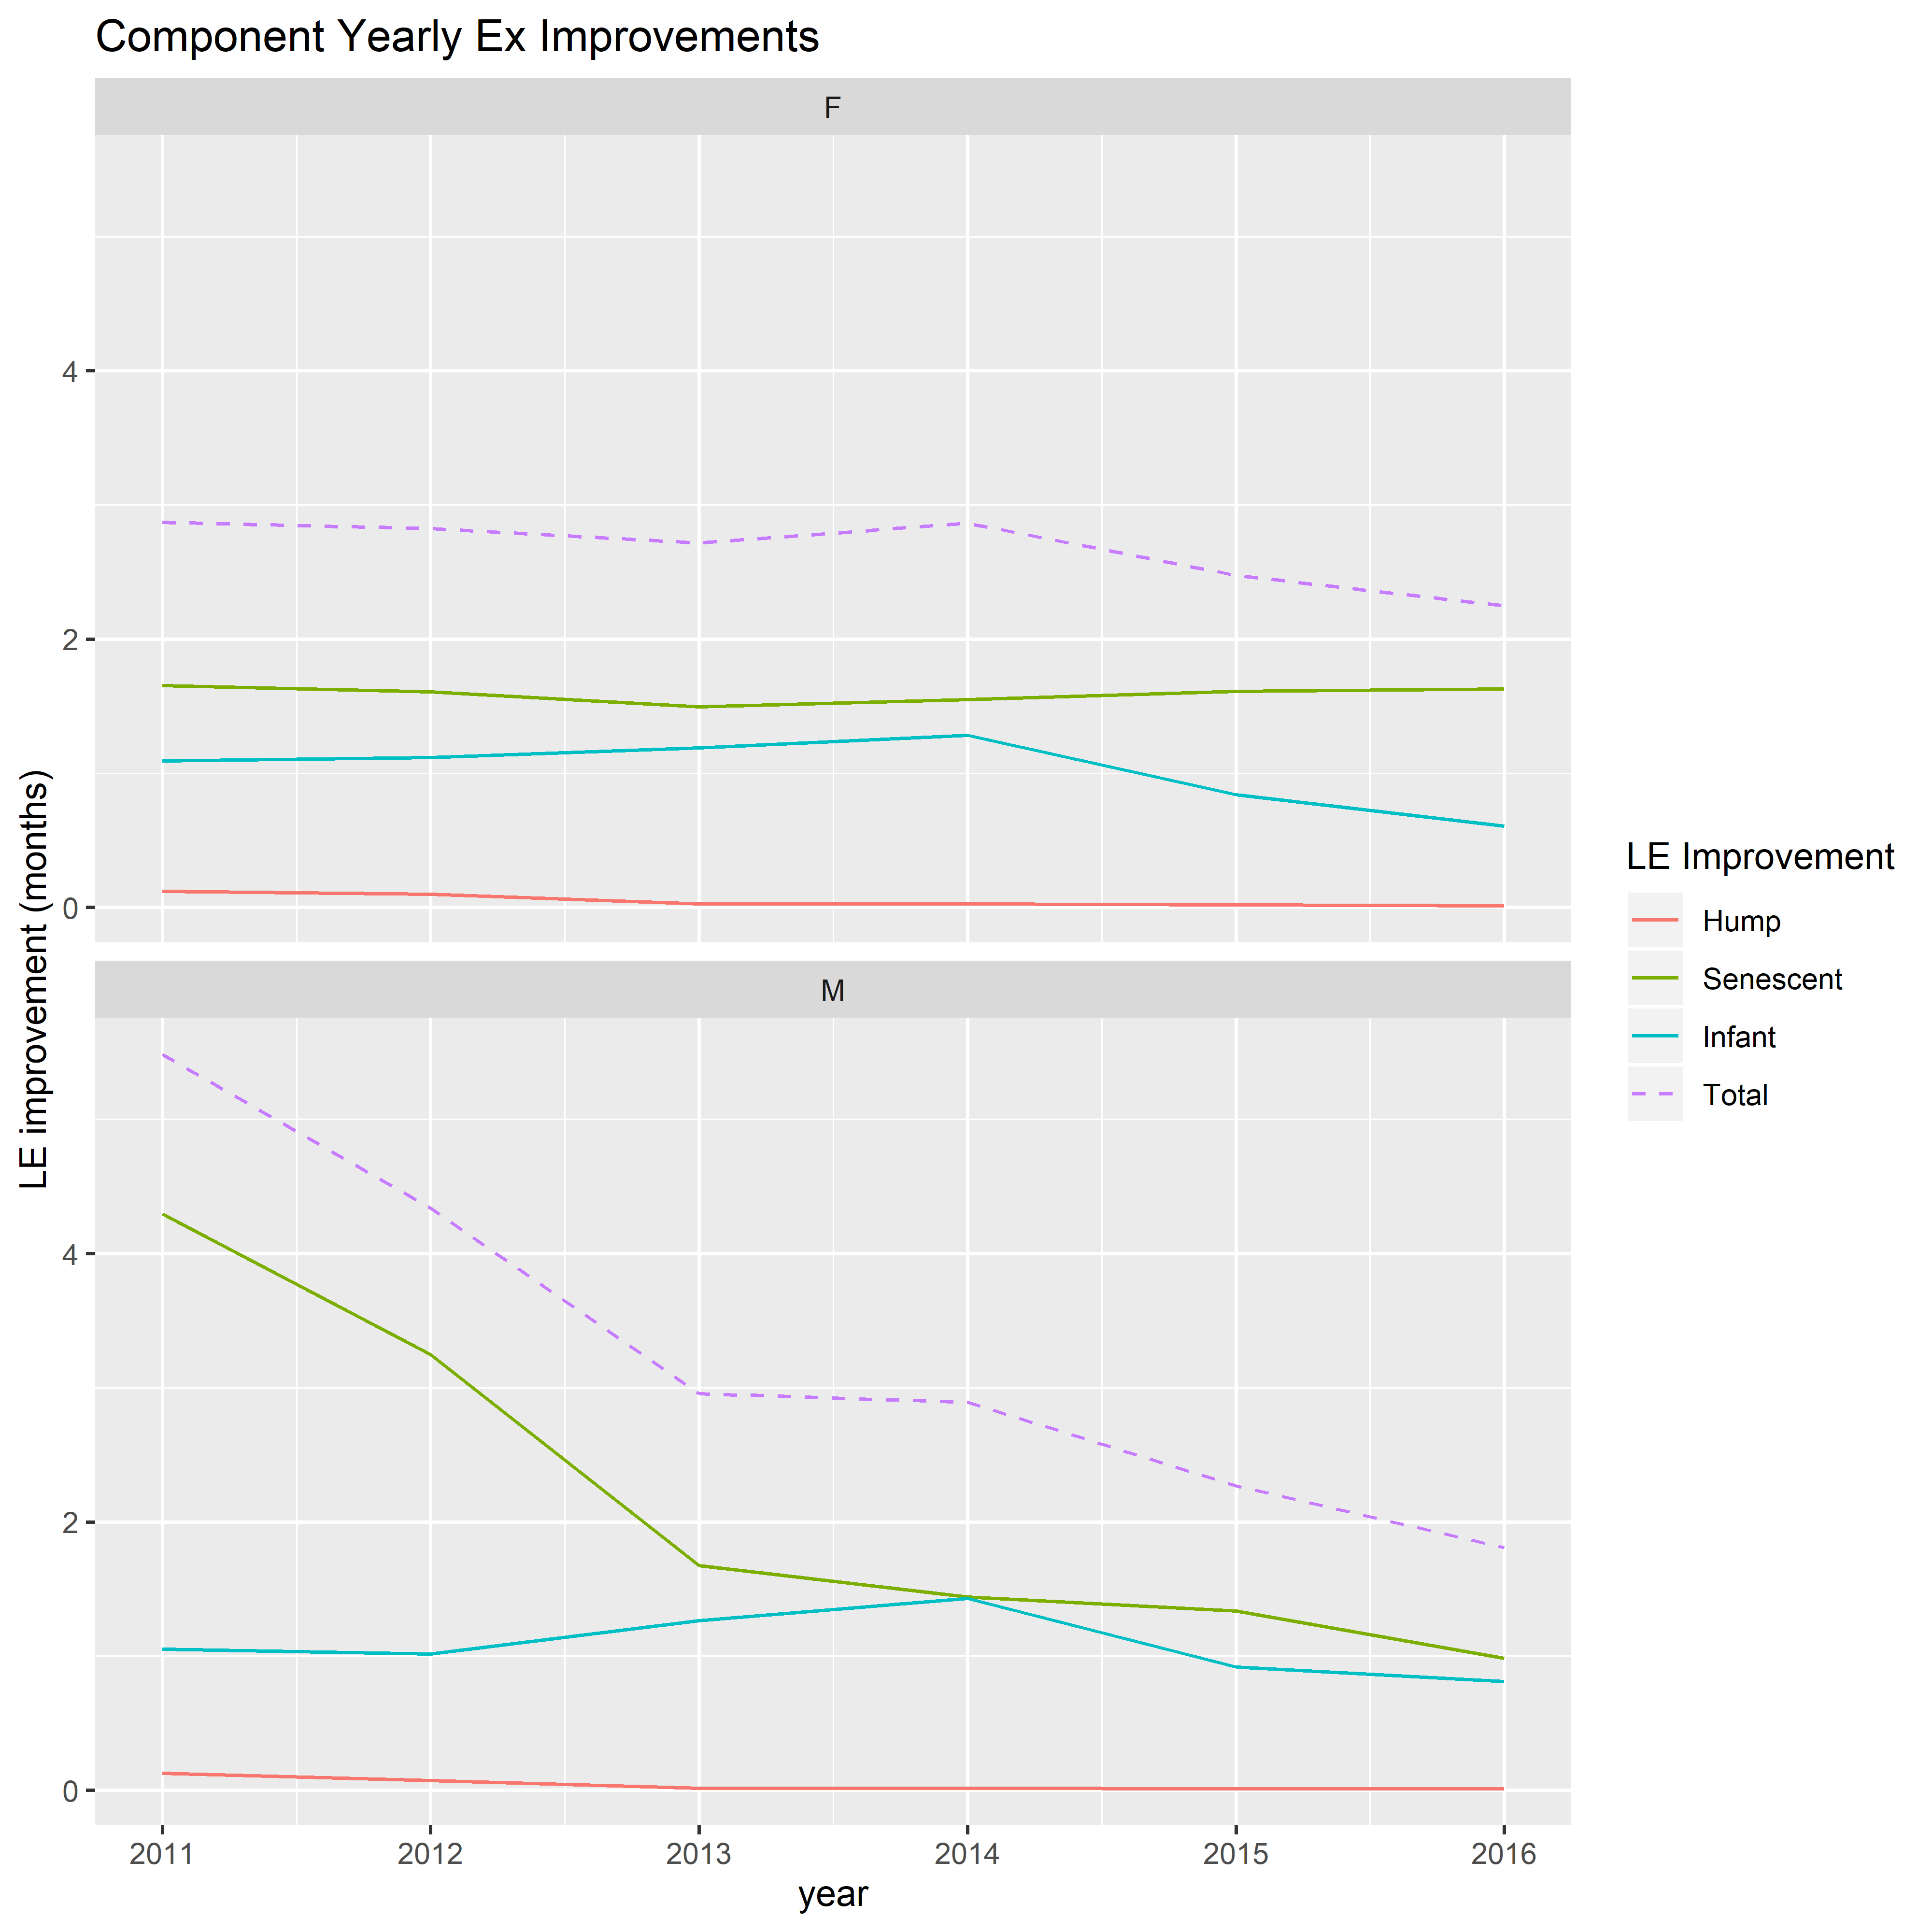 Component Yearly Ex Improvements
F
4
2
0
M
4
2
0
2011 2012 2013 2014 2015 2016
year
LE improvement (months)
LE Improvement
Hump
Senescent
Infant
Total